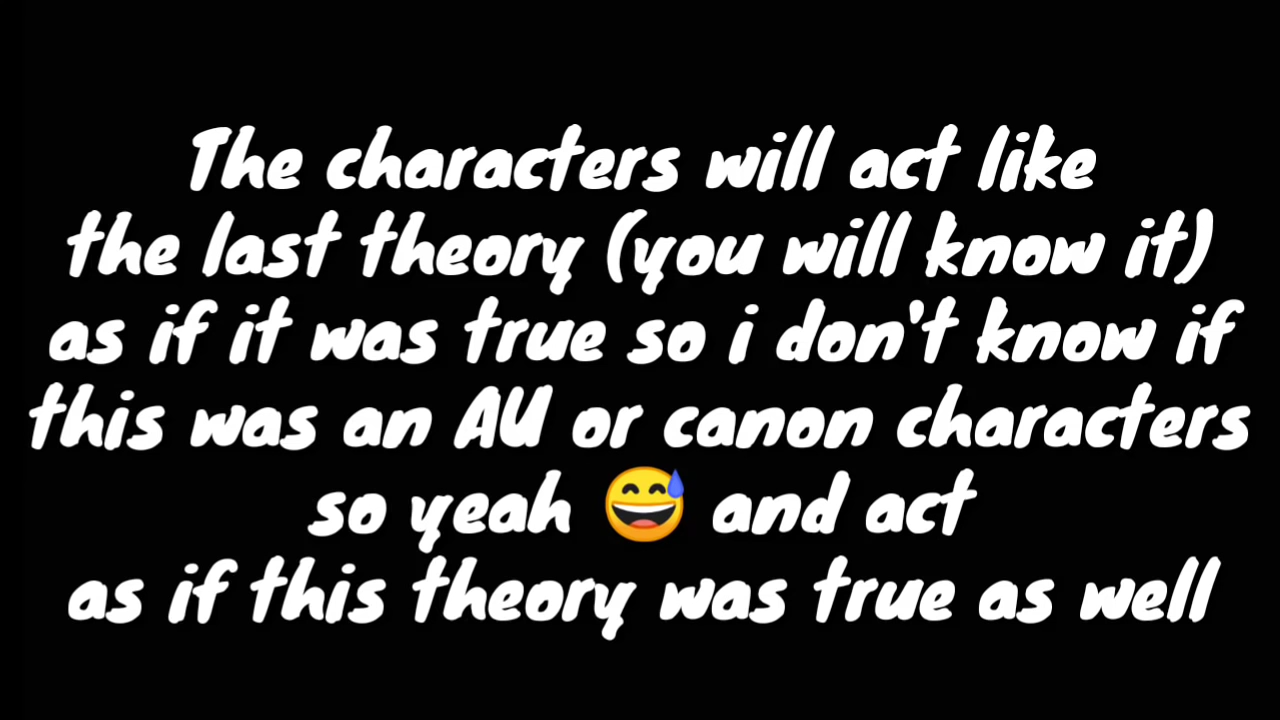 The characters will act like
the last theory (you will know it)
as if it was true so i don't know if
this was an AU or canon characters
so yeah 😅 and act
as if this theory was true as well